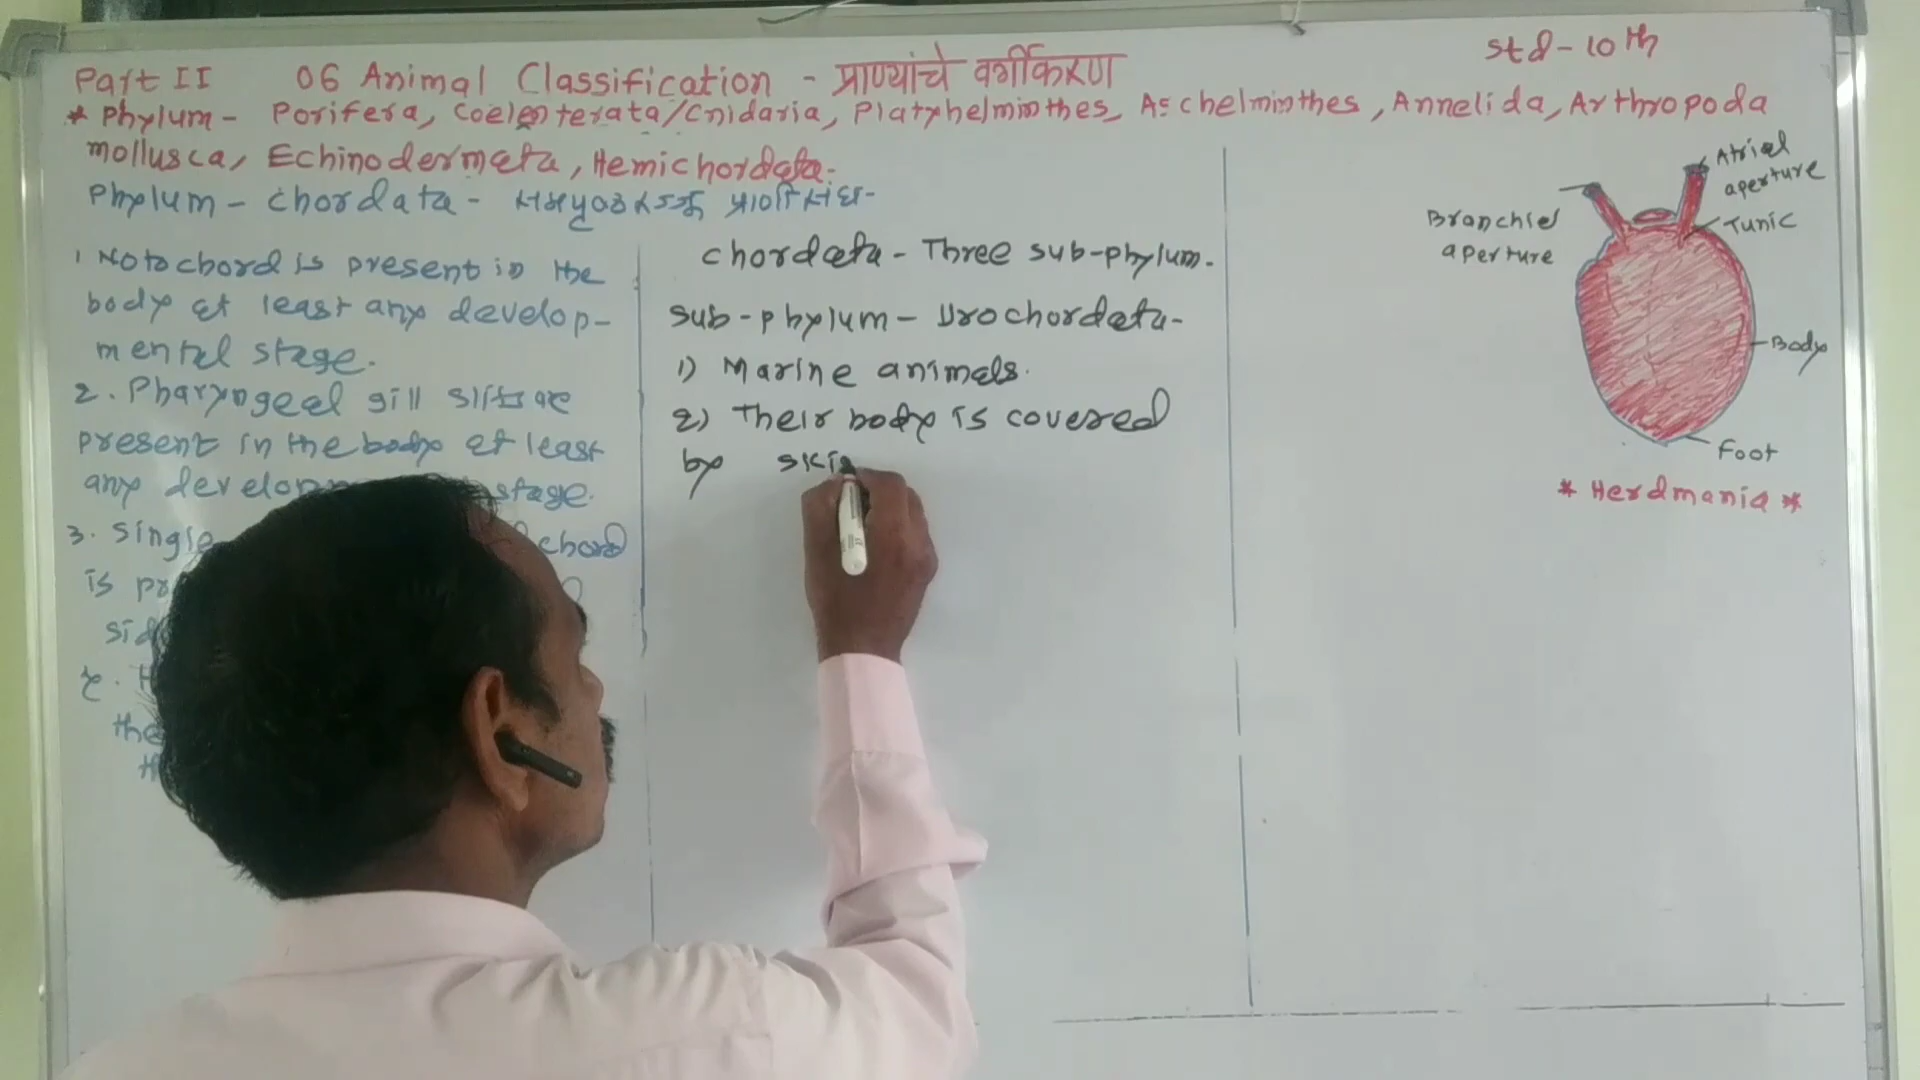 Part II 06 Animal Classification - प्राण्यांचे वर्गीकरण
Std - 10th
* Phylum - Porifera, Coelenterata/Cnidaria, Platyhelminthes, Aschelminthes, Annelida, Arthropoda
Mollusca, Echinodermata, Hemichordata.
Phylum - Chordata -
1 Notochord is present in the
body at least any develop-
mental stage.
2. Pharyngeal gill slits are
present in the body at least
any stage.
3. Single chord
is
chordata - Three sub-phylum.
Sub-phylum - Urochordata -
1) Marine animals.
2) Their body is covered
by skin
Atrial
aperture
Branchial
aperture
Tunic
Body
Foot
* Herdmania *